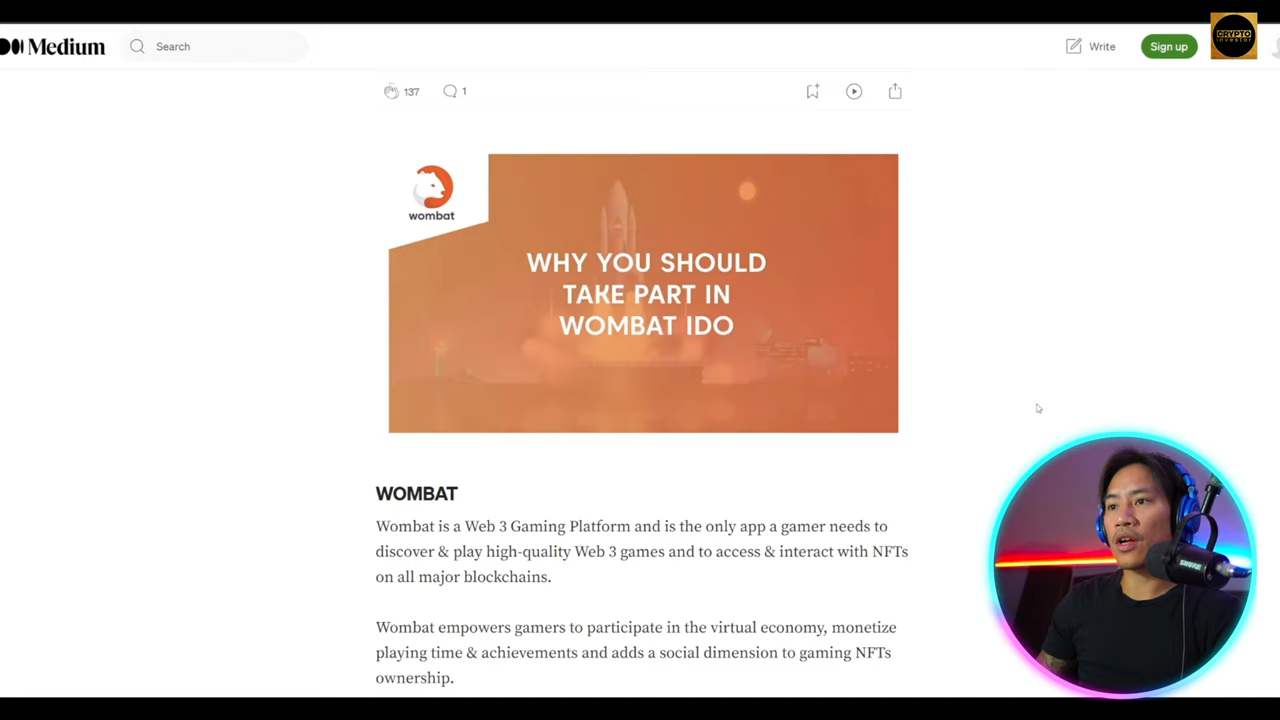 Medium
Search
Write
Sign up
CRYPTO
investor
137
1
wombat
WHY YOU SHOULD
TAKE PART IN
WOMBAT IDO
WOMBAT
Wombat is a Web 3 Gaming Platform and is the only app a gamer needs to
discover & play high-quality Web 3 games and to access & interact with NFTs
on all major blockchains.
Wombat empowers gamers to participate in the virtual economy, monetize
playing time & achievements and adds a social dimension to gaming NFTs
ownership.
SHURE